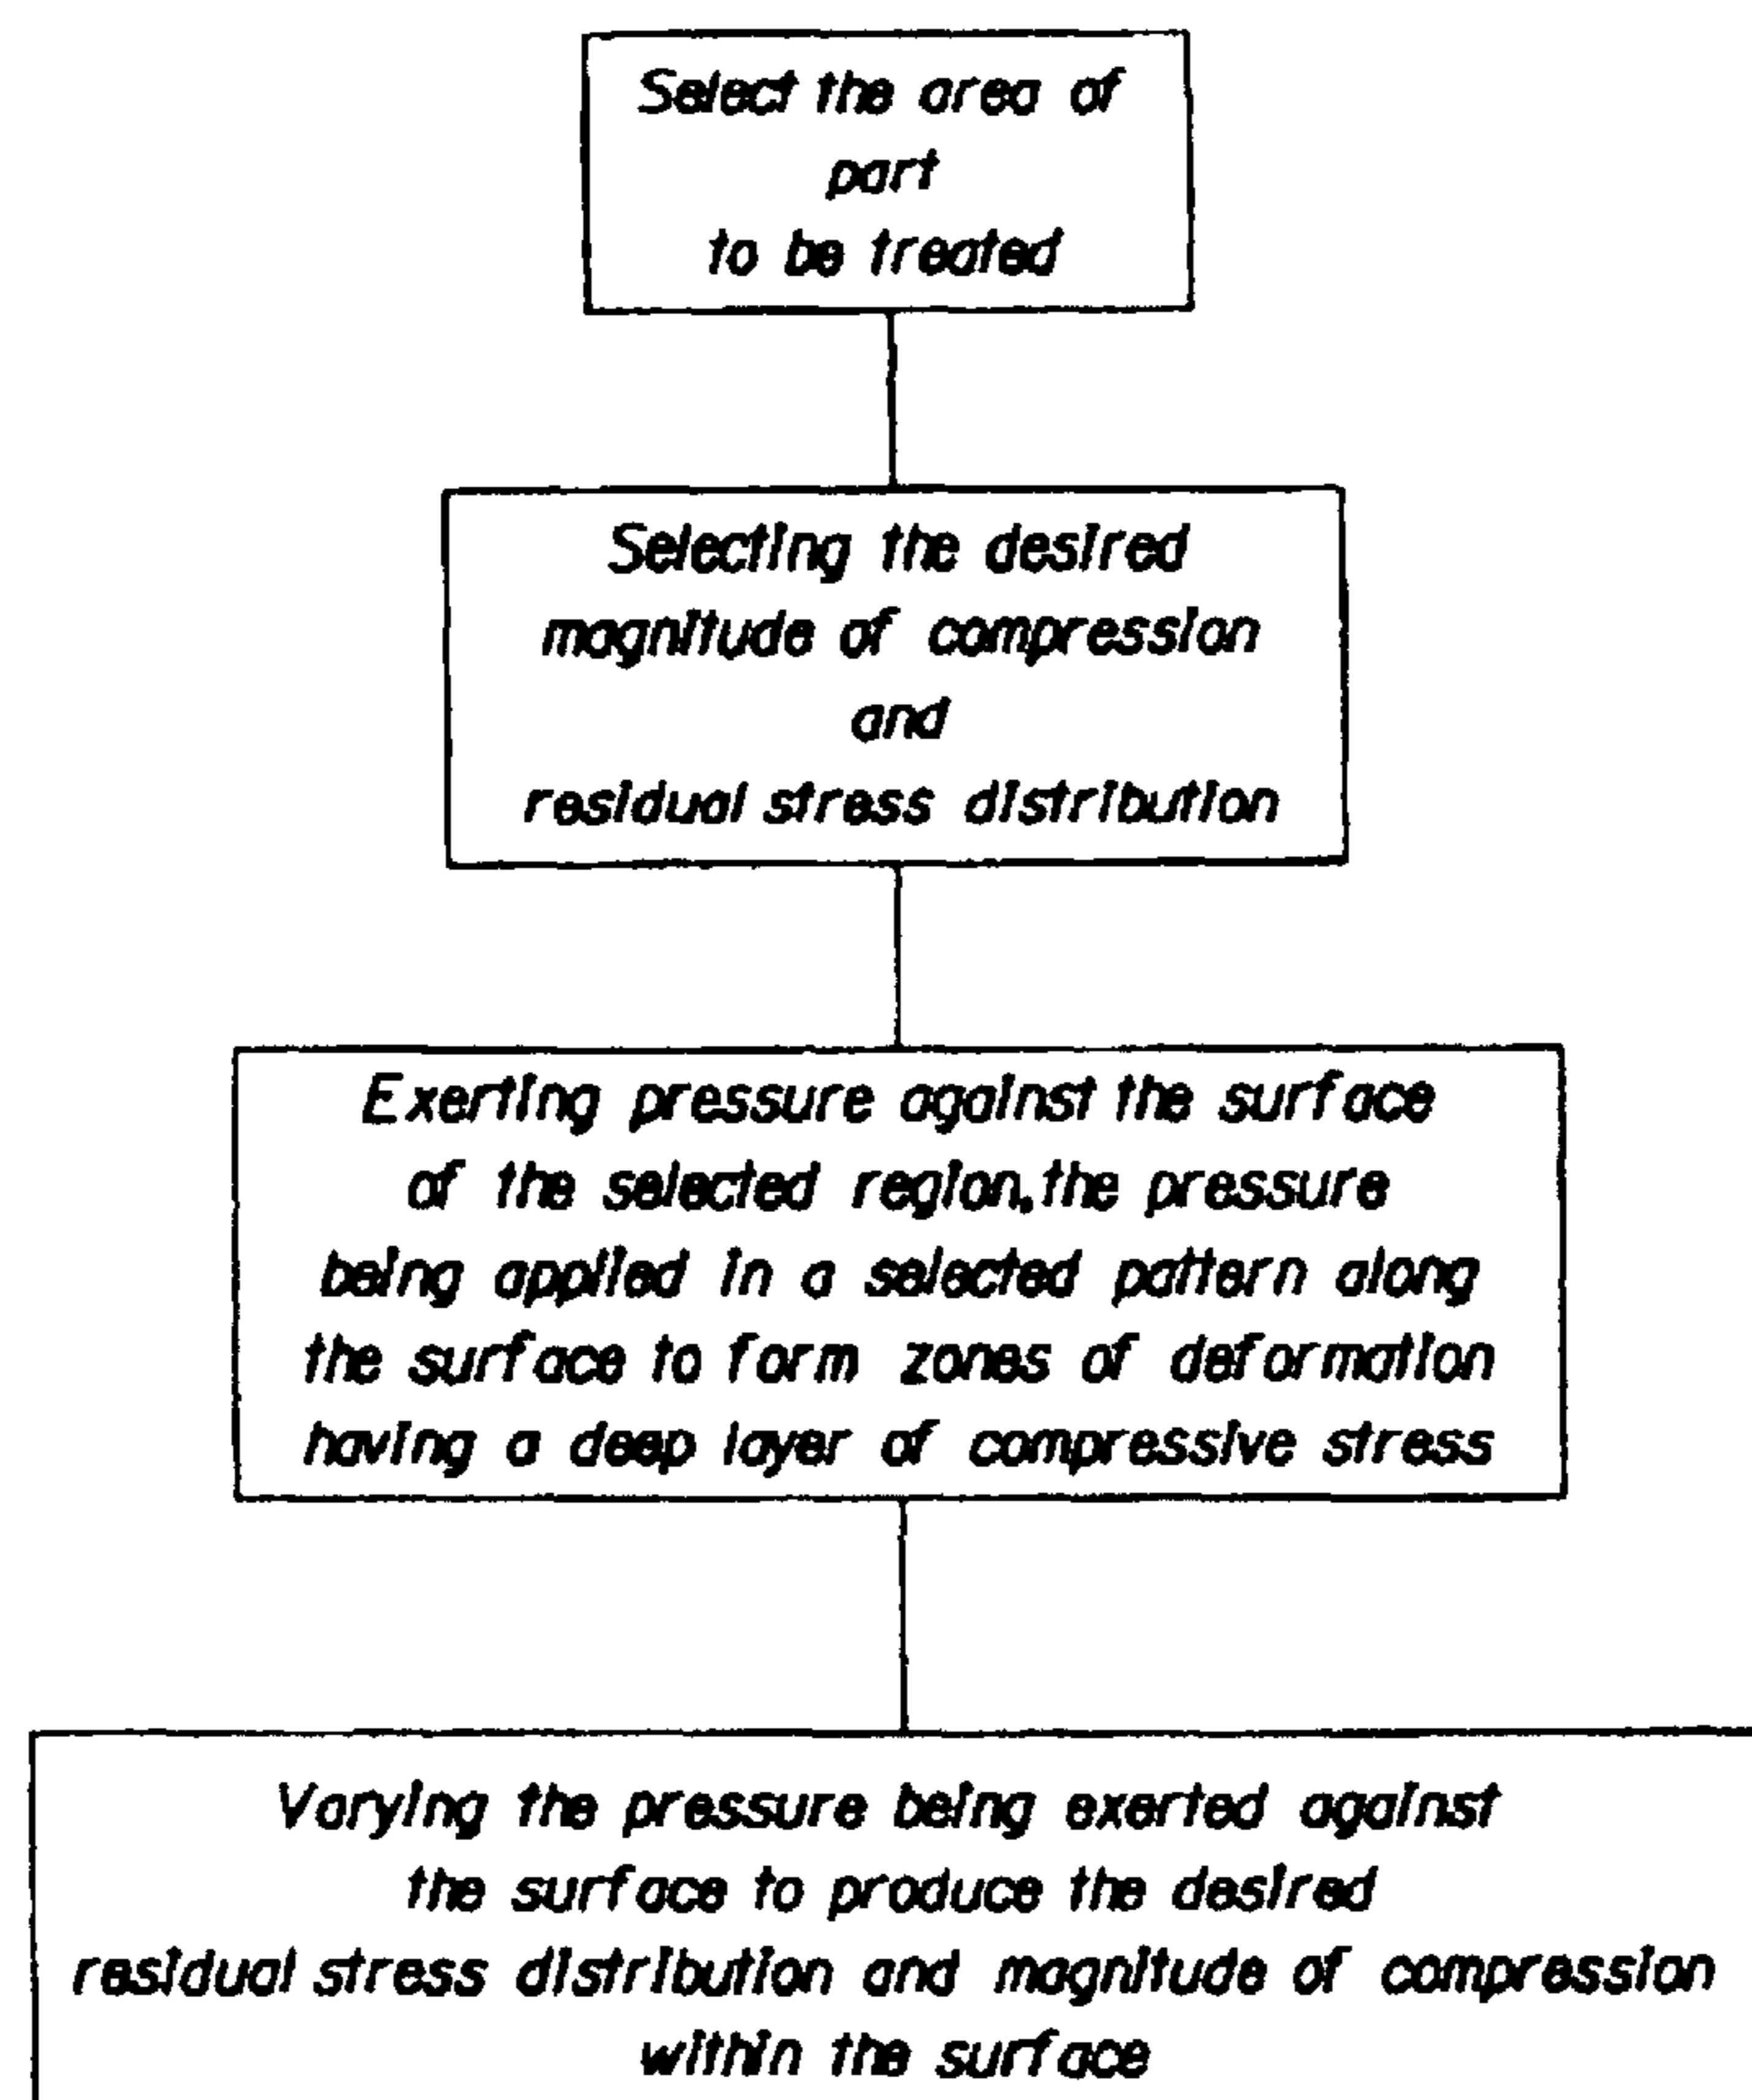 Select the area of
part
to be treated
Selecting the desired
magnitude of compression
and
residual stress distribution
Exerting pressure against the surface
of the selected region, the pressure
being applied in a selected pattern along
the surface to form zones of deformation
having a deep layer of compressive stress
Varying the pressure being exerted against
the surface to produce the desired
residual stress distribution and magnitude of compression
within the surface